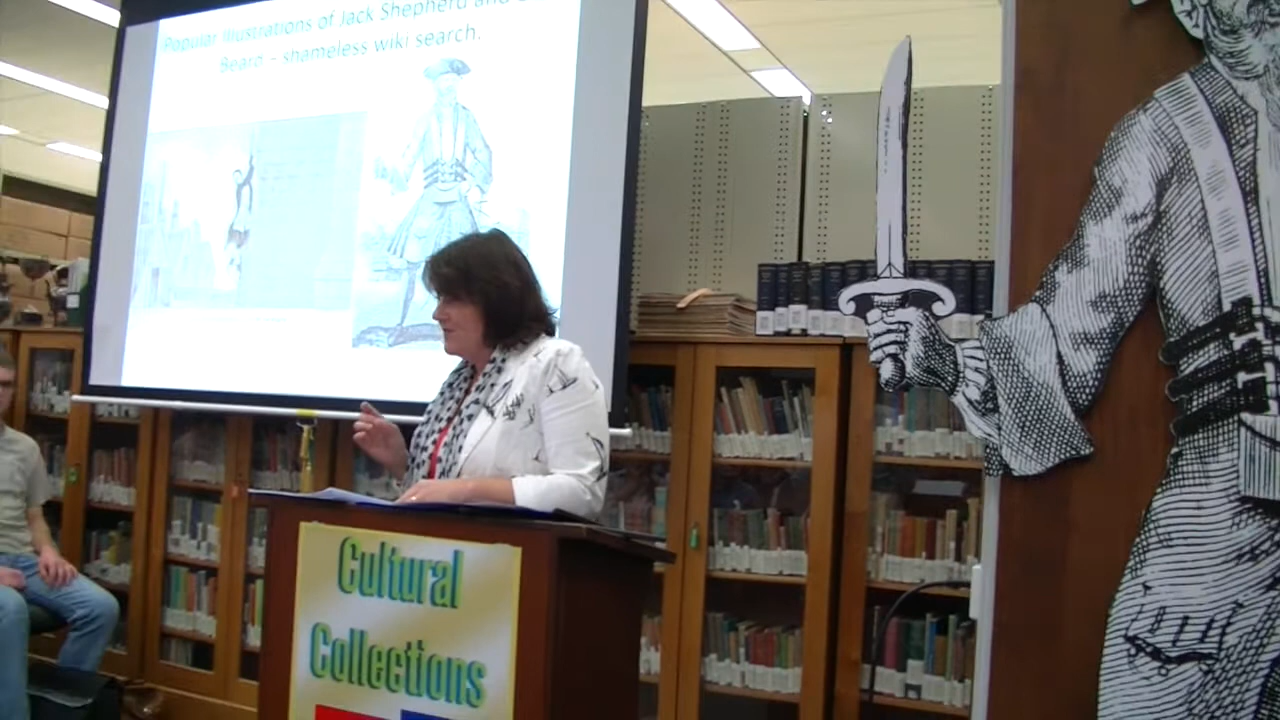 Popular Illustrations of Jack Shepherd and
Beard – shameless wiki search.
Cultural
Collections